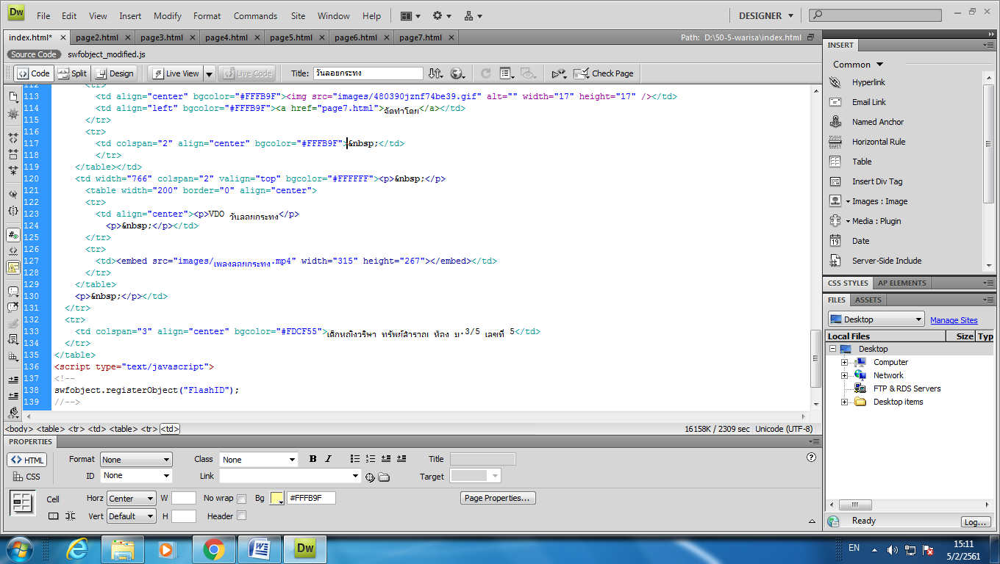 Dw File Edit View Insert Modify Format Commands Site Window Help DESIGNER
index.html* page2.html page3.html page4.html page5.html page6.html page7.html Path: D:\50-5-warisa\index.html
Source Code swfobject_modified.js
Code Split Design Live View Live Code Title: วันลอยกระทง Check Page
112 <tr>
113 <td align="center" bgcolor="#FFFB9F"><img src="images/480390jznf74be39.gif" alt="" width="17" height="17" /></td>
114 <td align="left" bgcolor="#FFFB9F"><a href="page7.html">จัดทำโดย</a></td>
115 </tr>
116 <tr>
117 <td colspan="2" align="center" bgcolor="#FFFB9F">&nbsp;</td>
118 </tr>
119 </table></td>
120 <td width="766" colspan="2" valign="top" bgcolor="#FFFFFF"><p>&nbsp;</p>
121 <table width="200" border="0" align="center">
122 <tr>
123 <td align="center"><p>VDO วันลอยกระทง</p>
124 <p>&nbsp;</p></td>
125 </tr>
126 <tr>
127 <td><embed src="images/เพลงลอยกระทง.mp4" width="315" height="267"></embed></td>
128 </tr>
129 </table>
130 <p>&nbsp;</p></td>
131 </tr>
132 <tr>
133 <td colspan="3" align="center" bgcolor="#FDCF55">เด็กหญิงวริษา ทรัพย์สำราญ ห้อง ม.3/5 เลขที่ 5</td>
134 </tr>
135 </table>
136 <script type="text/javascript">
137 <!--
138 swfobject.registerObject("FlashID");
139 //-->
<body> <table> <tr> <td> <table> <tr> <td> 16158K / 2309 sec Unicode (UTF-8)
PROPERTIES
HTML Format None Class None B I Title
CSS ID None Link Target
Cell Horz Center W No wrap Bg #FFFB9F Page Properties...
Vert Default H Header
INSERT
Common
Hyperlink
Email Link
Named Anchor
Horizontal Rule
Table
Insert Div Tag
Images : Image
Media : Plugin
Date
Server-Side Include
CSS STYLES AP ELEMENTS
FILES ASSETS
Desktop Manage Sites
Local Files Size Typ
Desktop
Computer
Network
FTP & RDS Servers
Desktop items
Ready Log...
Dw EN 15:11
5/2/2561